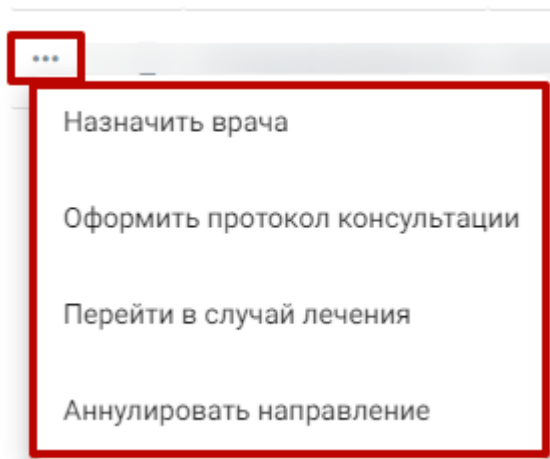 Назначить врача
Оформить протокол консультации
Перейти в случай лечения
Аннулировать направление